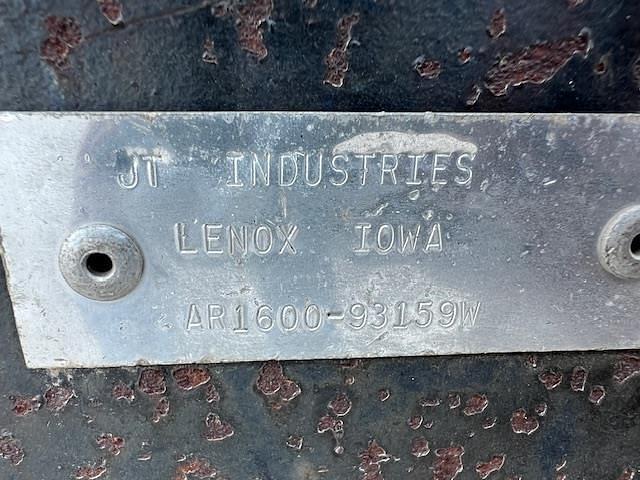 JT INDUSTRIES
LENOX IOWA
AR1600-93159W